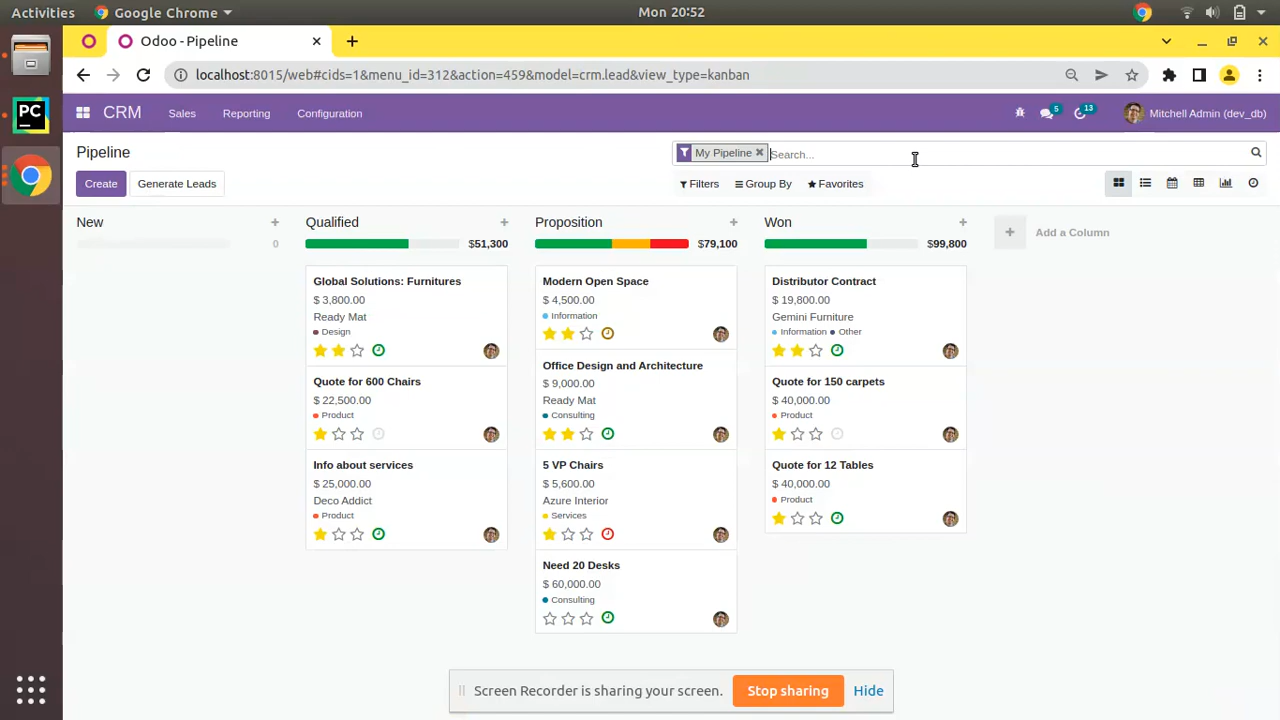 Activities
Google Chrome
Mon 20:52
Odoo - Pipeline
localhost:8015/web#cids=1&menu_id=312&action=459&model=crm.lead&view_type=kanban
PC
CRM
Sales
Reporting
Configuration
5
13
Mitchell Admin (dev_db)
Pipeline
My Pipeline
Search...
Create
Generate Leads
Filters
Group By
Favorites
New
0
Qualified
$51,300
Global Solutions: Furnitures
$ 3,800.00
Ready Mat
Design
Quote for 600 Chairs
$ 22,500.00
Product
Info about services
$ 25,000.00
Deco Addict
Product
Proposition
$79,100
Modern Open Space
$ 4,500.00
Information
Office Design and Architecture
$ 9,000.00
Ready Mat
Consulting
5 VP Chairs
$ 5,600.00
Azure Interior
Services
Need 20 Desks
$ 60,000.00
Consulting
Won
$99,800
Distributor Contract
$ 19,800.00
Gemini Furniture
Information Other
Quote for 150 carpets
$ 40,000.00
Product
Quote for 12 Tables
$ 40,000.00
Product
Add a Column
Screen Recorder is sharing your screen.
Stop sharing
Hide